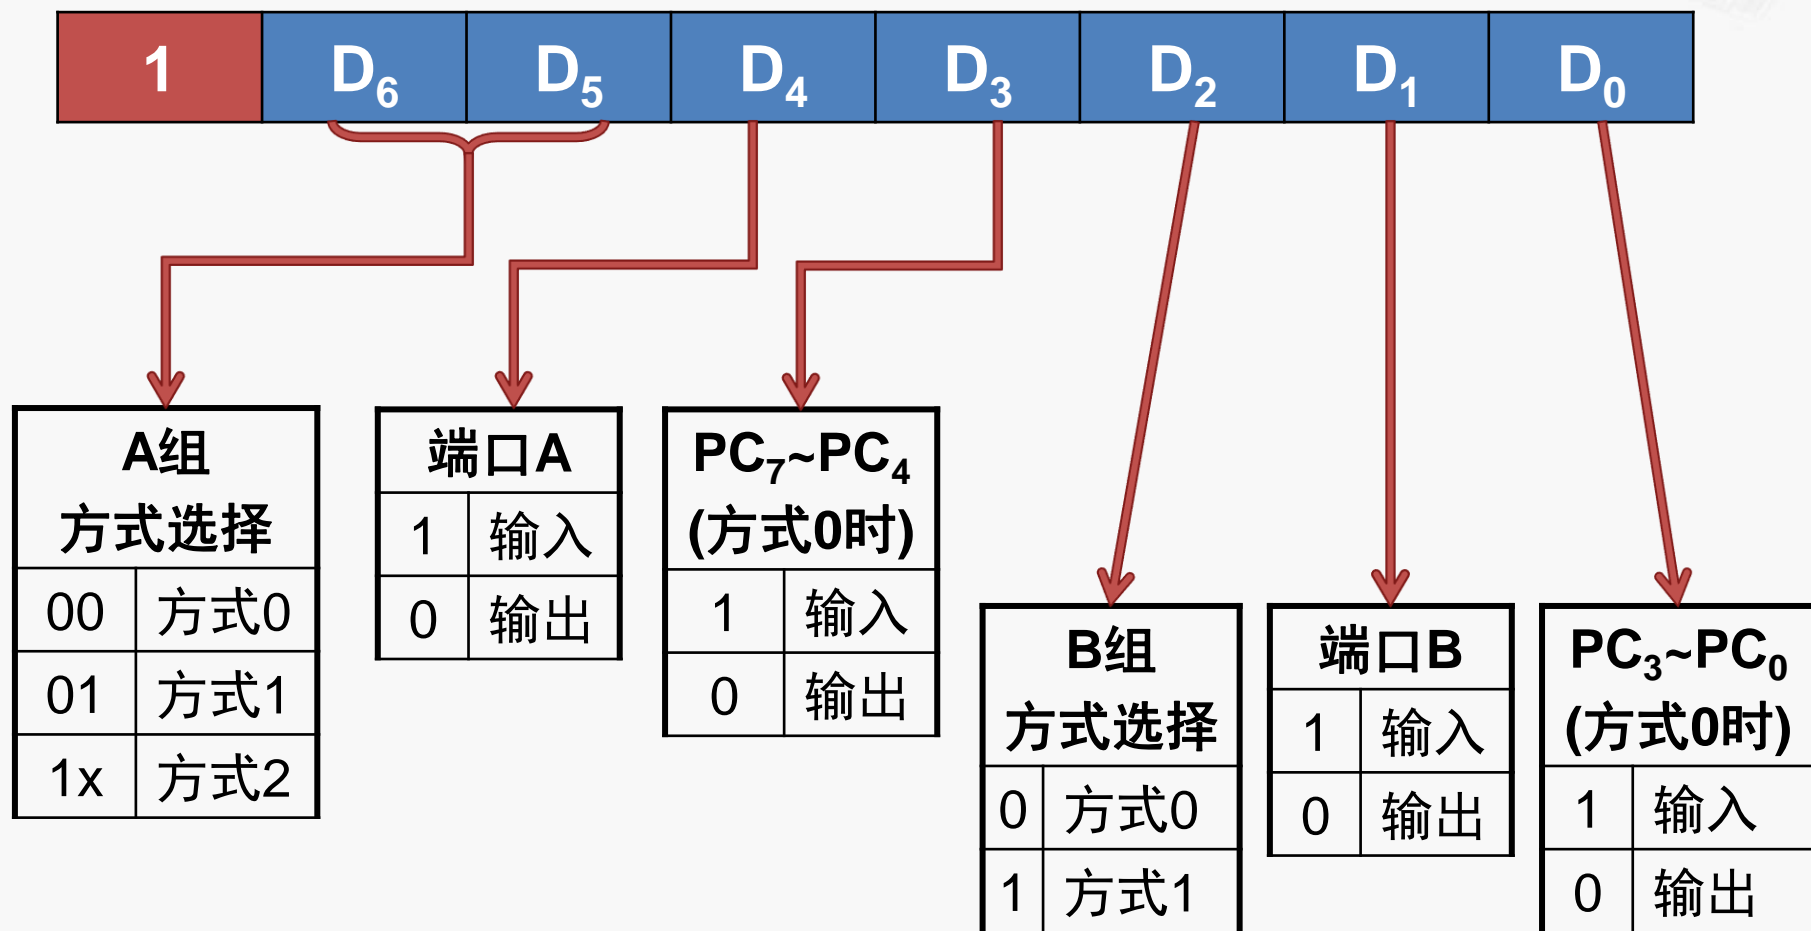 1 D₆ D₅ D₄ D₃ D₂ D₁ D₀
A组
方式选择
00 方式0
01 方式1
1x 方式2
端口A
1 输入
0 输出
PC₇~PC₄
(方式0时)
1 输入
0 输出
B组
方式选择
0 方式0
1 方式1
端口B
1 输入
0 输出
PC₃~PC₀
(方式0时)
1 输入
0 输出